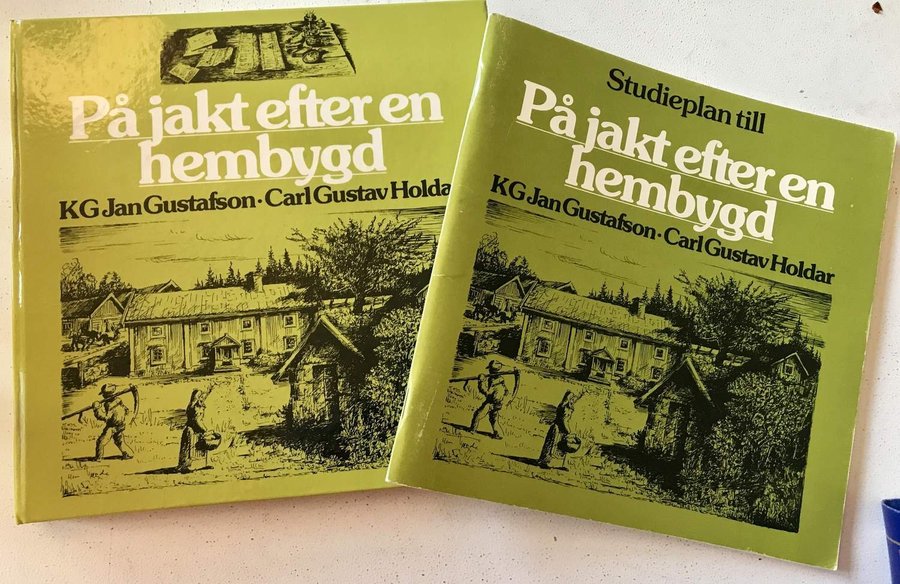 På jakt efter en
hembygd
KG Jan Gustafson · Carl Gustav Holda
Studieplan till
På jakt efter en
hembygd
KG Jan Gustafson · Carl Gustav Holdar